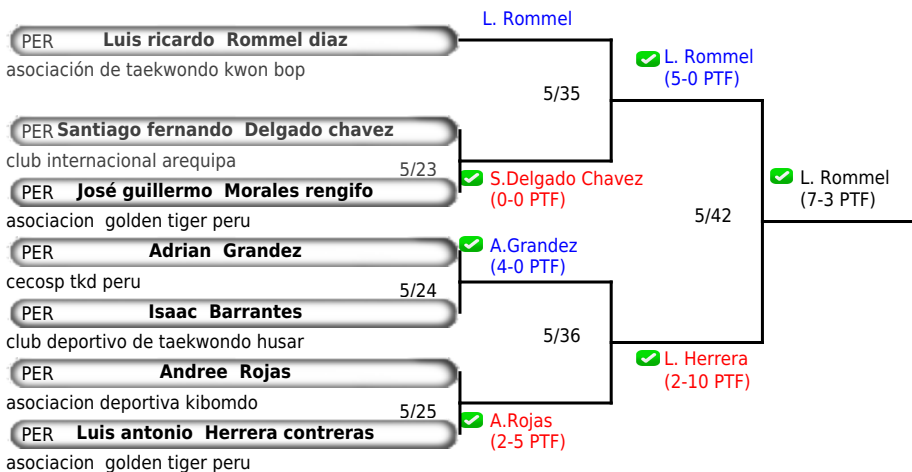 L. Rommel
PER Luis ricardo Rommel diaz
asociación de taekwondo kwon bop
L. Rommel
(5-0 PTF)
5/35
PER Santiago fernando Delgado chavez
club internacional arequipa
5/23
PER José guillermo Morales rengifo
asociacion golden tiger peru
S.Delgado Chavez
(0-0 PTF)
L. Rommel
(7-3 PTF)
5/42
PER Adrian Grandez
cecosp tkd peru
A.Grandez
(4-0 PTF)
5/24
PER Isaac Barrantes
club deportivo de taekwondo husar
5/36
PER Andree Rojas
asociacion deportiva kibomdo
L. Herrera
(2-10 PTF)
5/25
PER Luis antonio Herrera contreras
asociacion golden tiger peru
A.Rojas
(2-5 PTF)